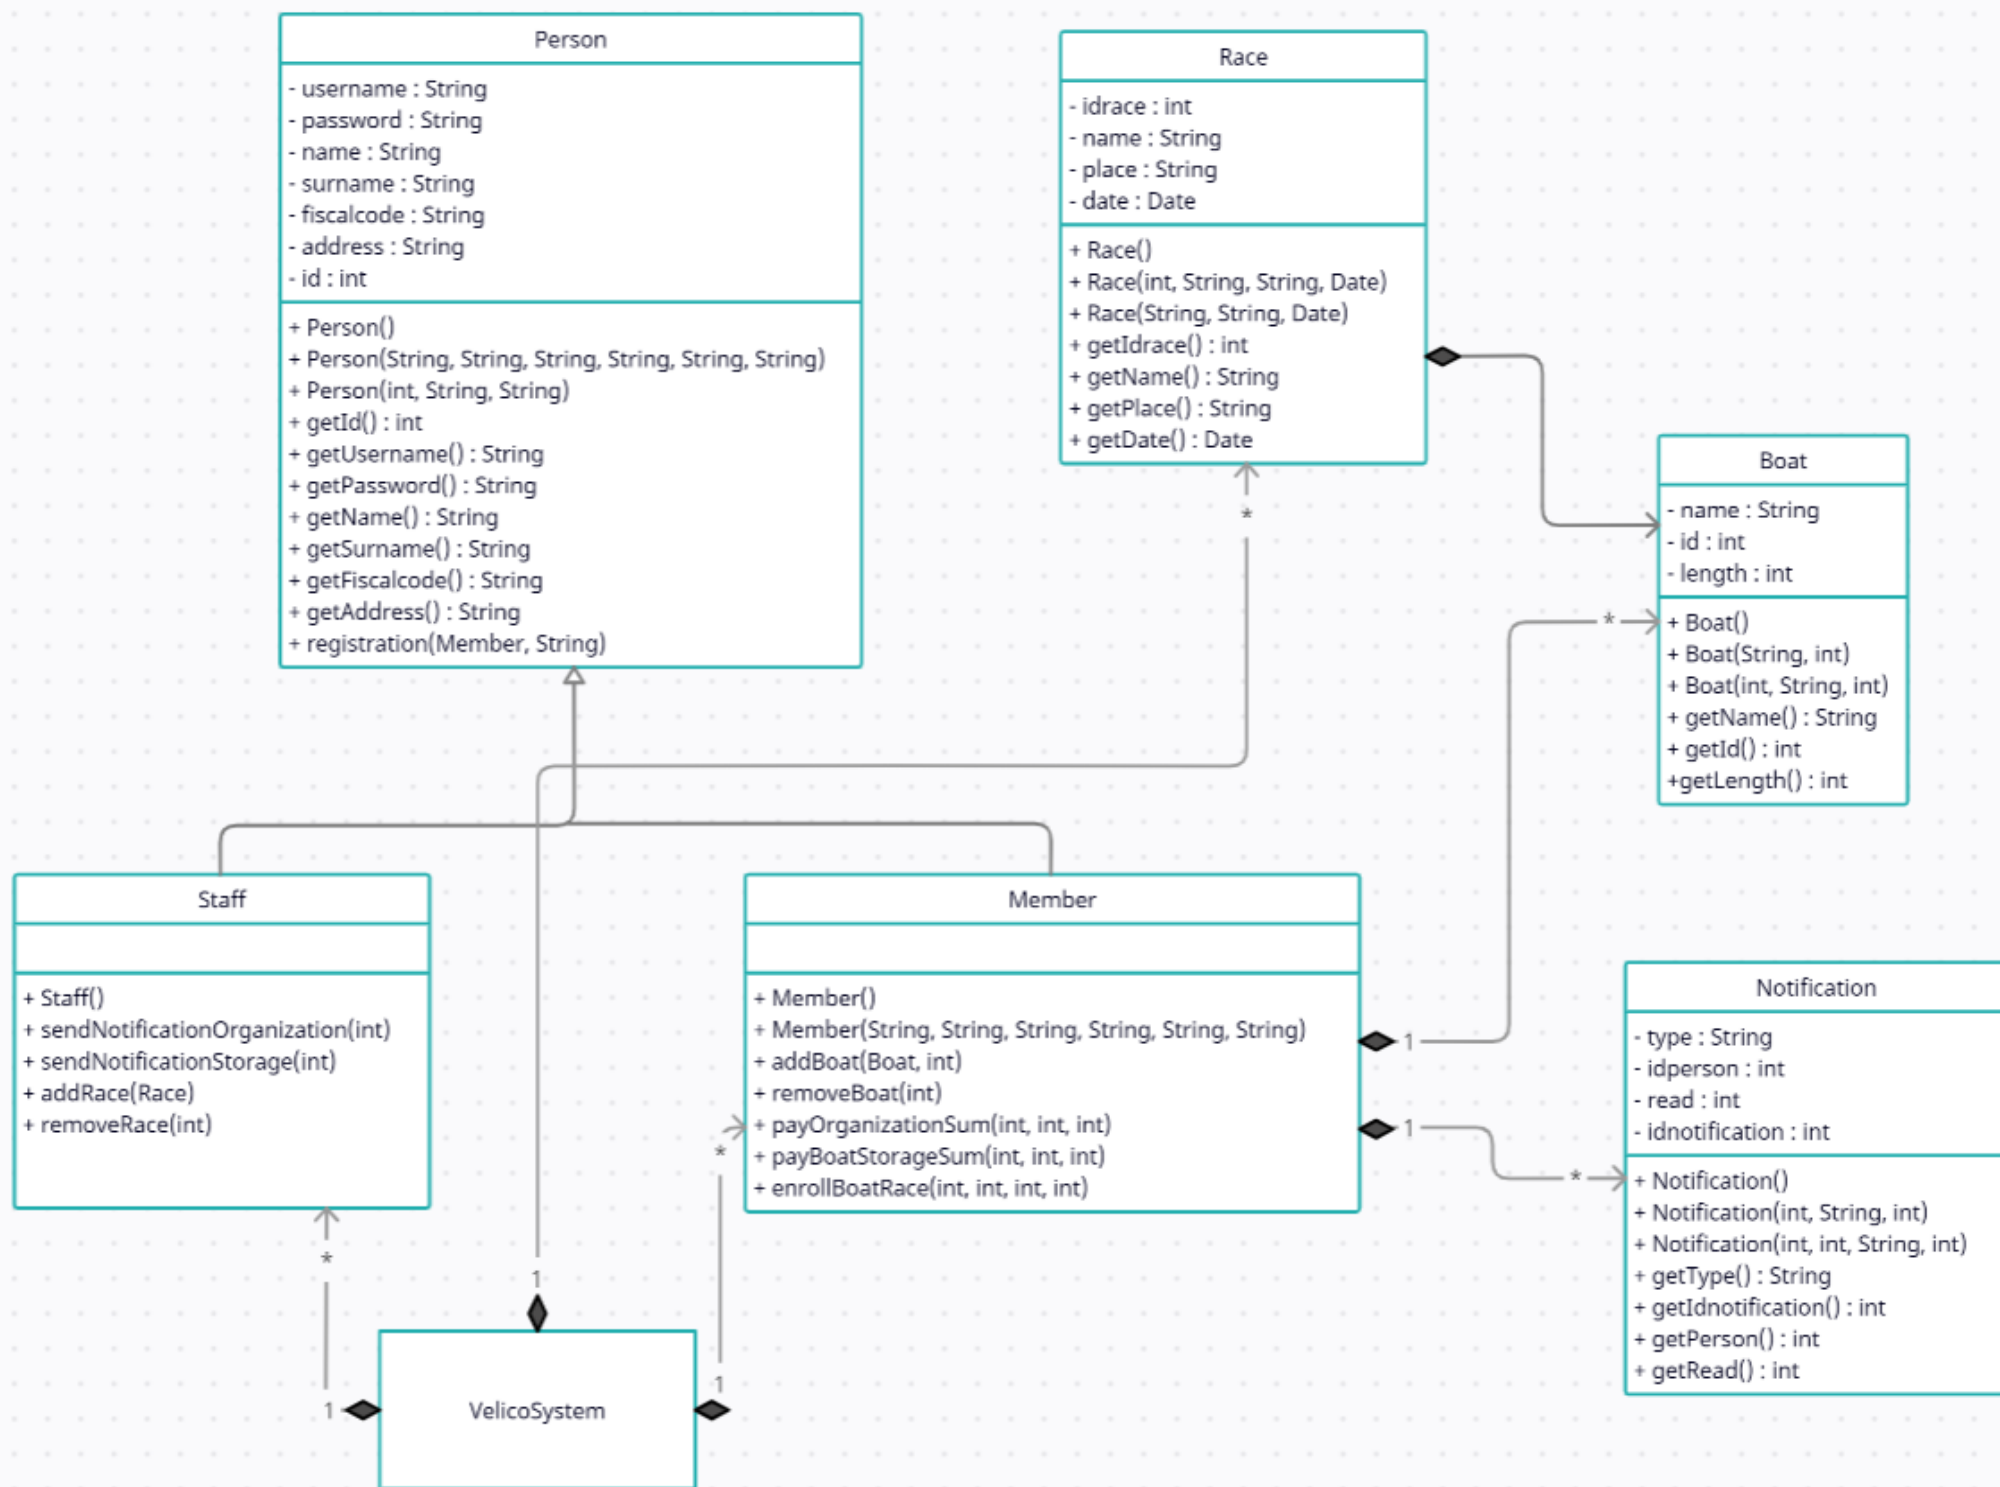 Person
- username : String
- password : String
- name : String
- surname : String
- fiscalcode : String
- address : String
- id : int
+ Person()
+ Person(String, String, String, String, String, String)
+ Person(int, String, String)
+ getId() : int
+ getUsername() : String
+ getPassword() : String
+ getName() : String
+ getSurname() : String
+ getFiscalcode() : String
+ getAddress() : String
+ registration(Member, String)
Race
- idrace : int
- name : String
- place : String
- date : Date
+ Race()
+ Race(int, String, String, Date)
+ Race(String, String, Date)
+ getIdrace() : int
+ getName() : String
+ getPlace() : String
+ getDate() : Date
*
Boat
- name : String
- id : int
- length : int
+ Boat()
+ Boat(String, int)
+ Boat(int, String, int)
+ getName() : String
+ getId() : int
+getLength() : int
*
Staff
+ Staff()
+ sendNotificationOrganization(int)
+ sendNotificationStorage(int)
+ addRace(Race)
+ removeRace(int)
Member
+ Member()
+ Member(String, String, String, String, String, String)
+ addBoat(Boat, int)
+ removeBoat(int)
+ payOrganizationSum(int, int, int)
+ payBoatStorageSum(int, int, int)
+ enrollBoatRace(int, int, int, int)
1
1
*
*
Notification
- type : String
- idperson : int
- read : int
- idnotification : int
+ Notification()
+ Notification(int, String, int)
+ Notification(int, int, String, int)
+ getType() : String
+ getIdnotification() : int
+ getPerson() : int
+ getRead() : int
*
1
1
1
VelicoSystem